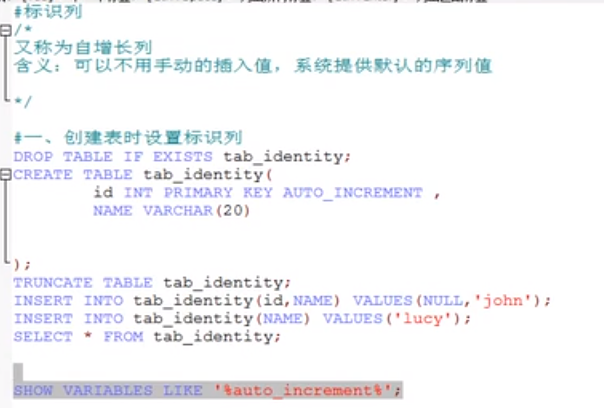 #标识列
/*
又称为自增长列
含义：可以不用手动的插入值，系统提供默认的序列值
*/
#一、创建表时设置标识列
DROP TABLE IF EXISTS tab_identity;
CREATE TABLE tab_identity(
id INT PRIMARY KEY AUTO_INCREMENT ,
NAME VARCHAR(20)
);
TRUNCATE TABLE tab_identity;
INSERT INTO tab_identity(id,NAME) VALUES(NULL,'john');
INSERT INTO tab_identity(NAME) VALUES('lucy');
SELECT * FROM tab_identity;
SHOW VARIABLES LIKE '%auto_increment%';